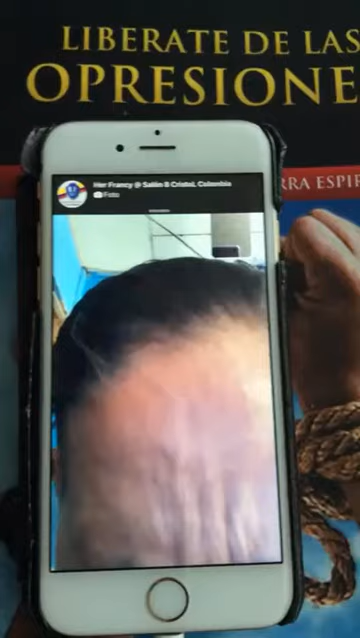 LIBERATE DE LAS
OPRESIONE
RRA ESPIR
Her Francy @ Salón 8 Cristol, Colombia
Foto